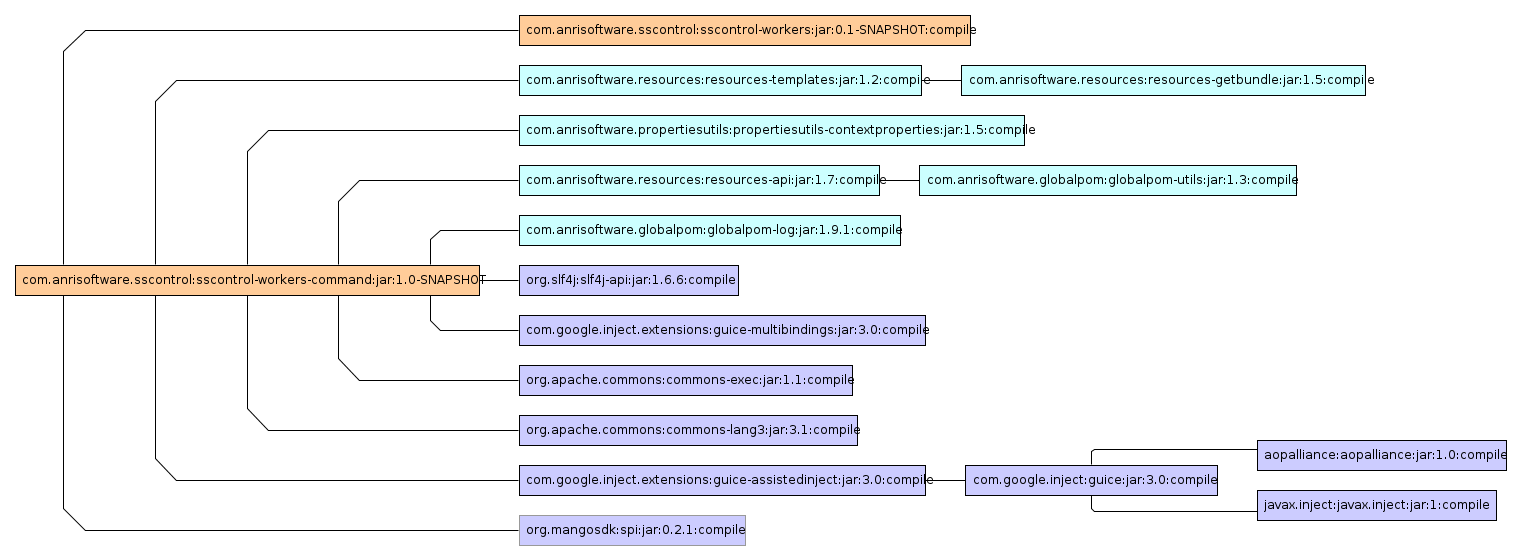 com.anrisoftware.sscontrol:sscontrol-workers:jar:0.1-SNAPSHOT:compile
com.anrisoftware.resources:resources-templates:jar:1.2:compile
com.anrisoftware.resources:resources-getbundle:jar:1.5:compile
com.anrisoftware.propertiesutils:propertiesutils-contextproperties:jar:1.5:compile
com.anrisoftware.resources:resources-api:jar:1.7:compile
com.anrisoftware.globalpom:globalpom-utils:jar:1.3:compile
com.anrisoftware.globalpom:globalpom-log:jar:1.9.1:compile
com.anrisoftware.sscontrol:sscontrol-workers-command:jar:1.0-SNAPSHOT
org.slf4j:slf4j-api:jar:1.6.6:compile
com.google.inject.extensions:guice-multibindings:jar:3.0:compile
org.apache.commons:commons-exec:jar:1.1:compile
org.apache.commons:commons-lang3:jar:3.1:compile
com.google.inject.extensions:guice-assistedinject:jar:3.0:compile
com.google.inject:guice:jar:3.0:compile
aopalliance:aopalliance:jar:1.0:compile
javax.inject:javax.inject:jar:1:compile
org.mangosdk:spi:jar:0.2.1:compile